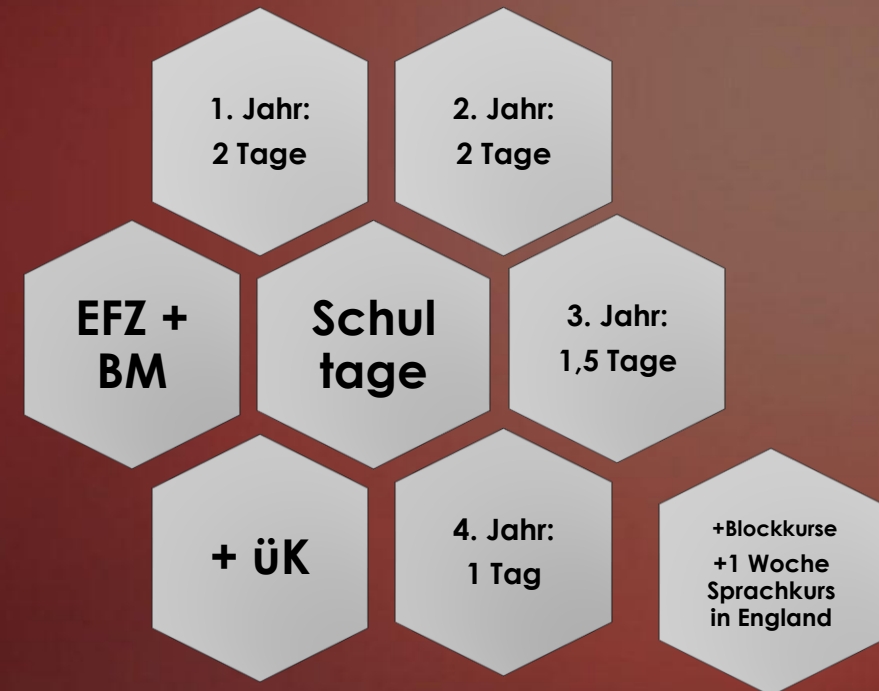 1. Jahr:
2 Tage
2. Jahr:
2 Tage
EFZ +
BM
Schul
tage
3. Jahr:
1,5 Tage
+ üK
4. Jahr:
1 Tag
+Blockkurse
+1 Woche
Sprachkurs
in England